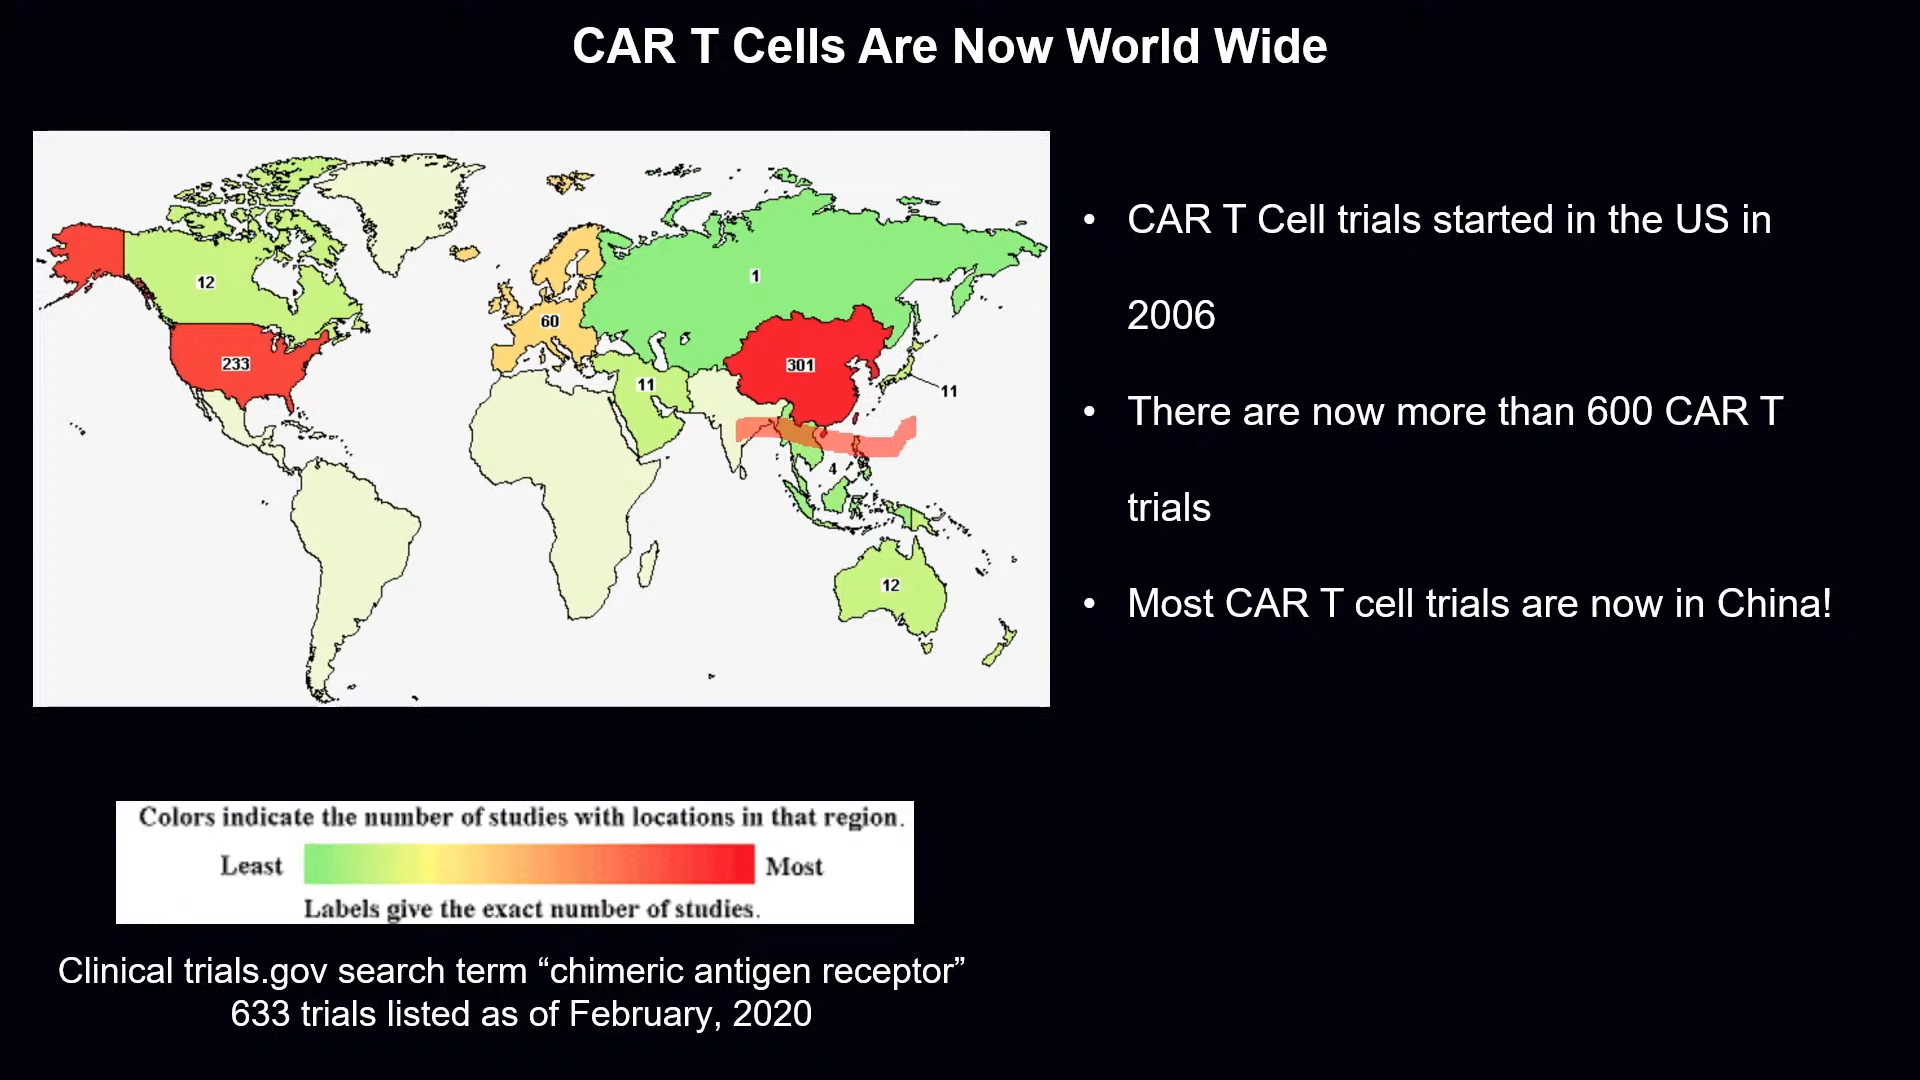 CAR T Cells Are Now World Wide
12
1
60
233
301
11
11
4
12
• CAR T Cell trials started in the US in
2006
• There are now more than 600 CAR T
trials
• Most CAR T cell trials are now in China!
Colors indicate the number of studies with locations in that region.
Least Most
Labels give the exact number of studies.
Clinical trials.gov search term “chimeric antigen receptor”
633 trials listed as of February, 2020